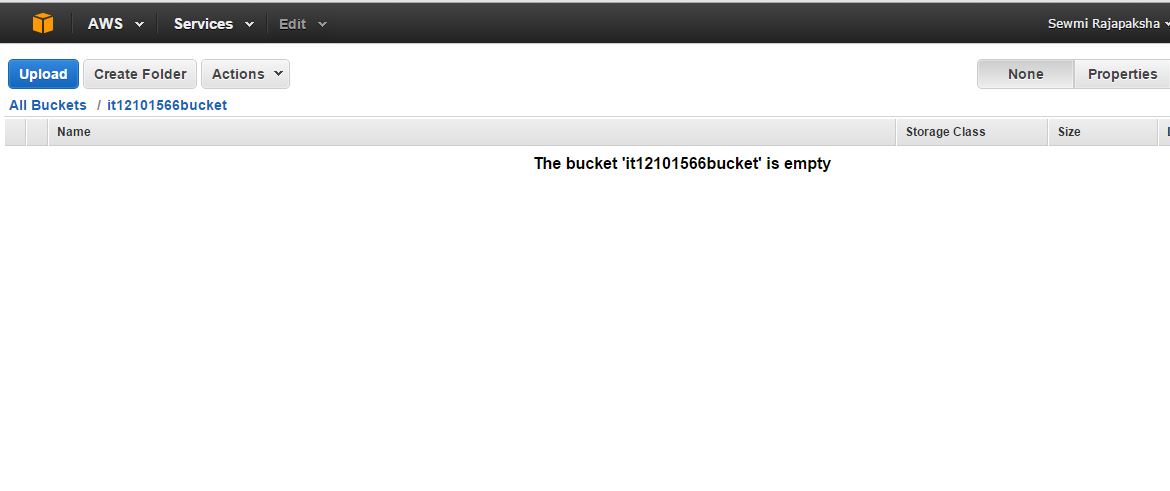 AWS Services Edit Sewmi Rajapaksha
Upload Create Folder Actions None Properties
All Buckets / it12101566bucket
Name Storage Class Size
The bucket 'it12101566bucket' is empty